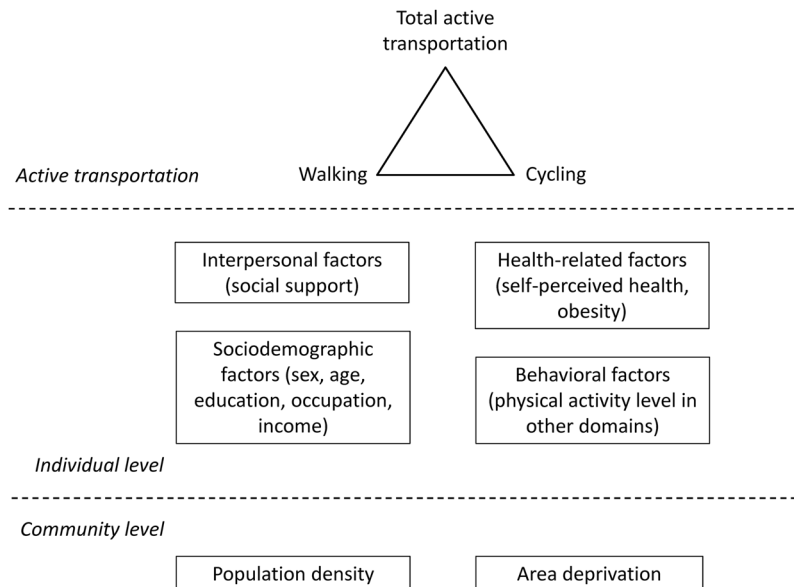 Total active
transportation
Active transportation
Walking
Cycling
Interpersonal factors
(social support)
Health-related factors
(self-perceived health,
obesity)
Sociodemographic
factors (sex, age,
education, occupation,
income)
Behavioral factors
(physical activity level in
other domains)
Individual level
Community level
Population density
Area deprivation